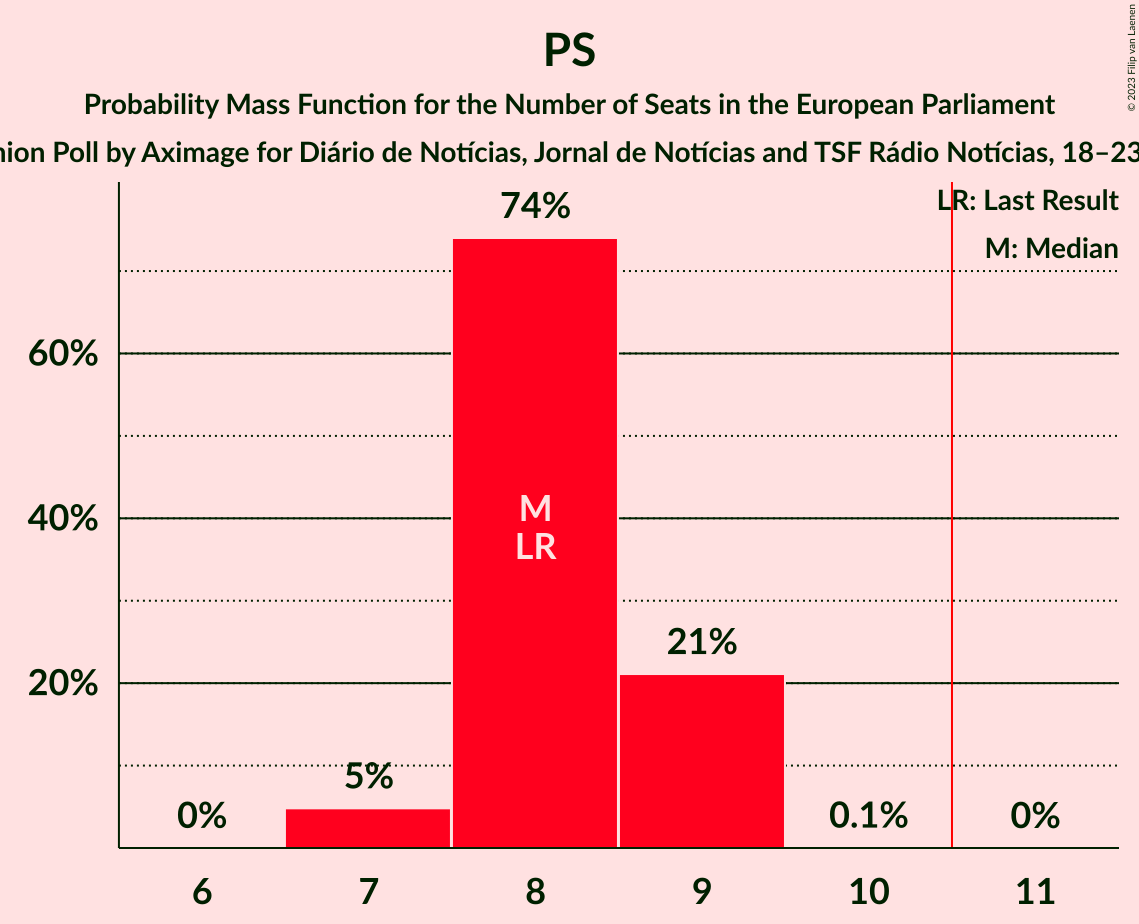 PS
Probability Mass Function for the Number of Seats in the European Parliament
nion Poll by Aximage for Diário de Notícias, Jornal de Notícias and TSF Rádio Notícias, 18–23
© 2023 Filip van Laenen
LR: Last Result
M: Median
74%
60%
40%
20%
M
LR
21%
5%
0%
0.1%
0%
6
7
8
9
10
11